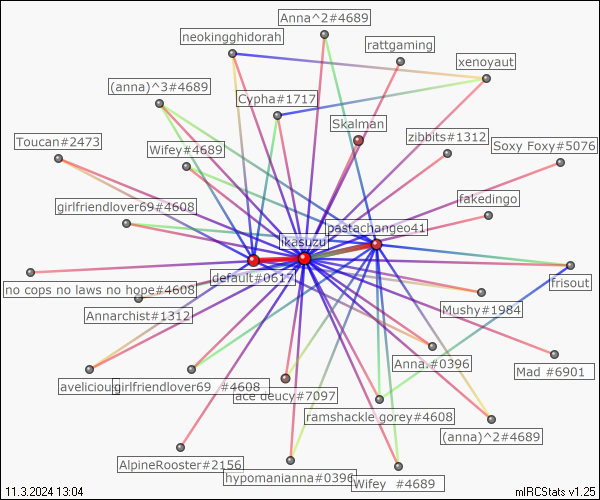 Anna^2#4689
neokingghidorah
rattgaming
xenoyaut
(anna)^3#4689
Cypha#1717
Skalman
zibbits#1312
Toucan#2473
Soxy Foxy#5076
Wifey#4689
girlfriendlover69#4608
fakedingo
pastachangeo41
ikasuzu
default#0617
frisout
no cops no laws no hope#4608
Annarchist#1312
Mushy#1984
Anna.#0396
Mad #6901
avelicious
girlfriendlover69 #4608
ace deucy#7097
ramshackle gorey#4608
(anna)^2#4689
AlpineRooster#2156
hypomanianna#0396
Wifey #4689
11.3.2024 13:04
mIRCStats v1.25